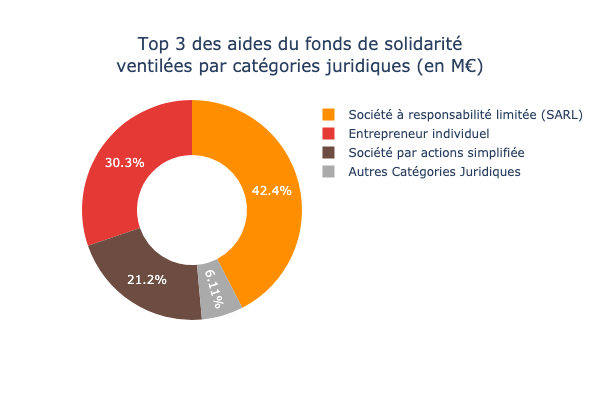 Top 3 des aides du fonds de solidarité
ventilées par catégories juridiques (en M€)
Société à responsabilité limitée (SARL)
Entrepreneur individuel
Société par actions simplifiée
Autres Catégories Juridiques
30.3%
42.4%
21.2%
6.11%